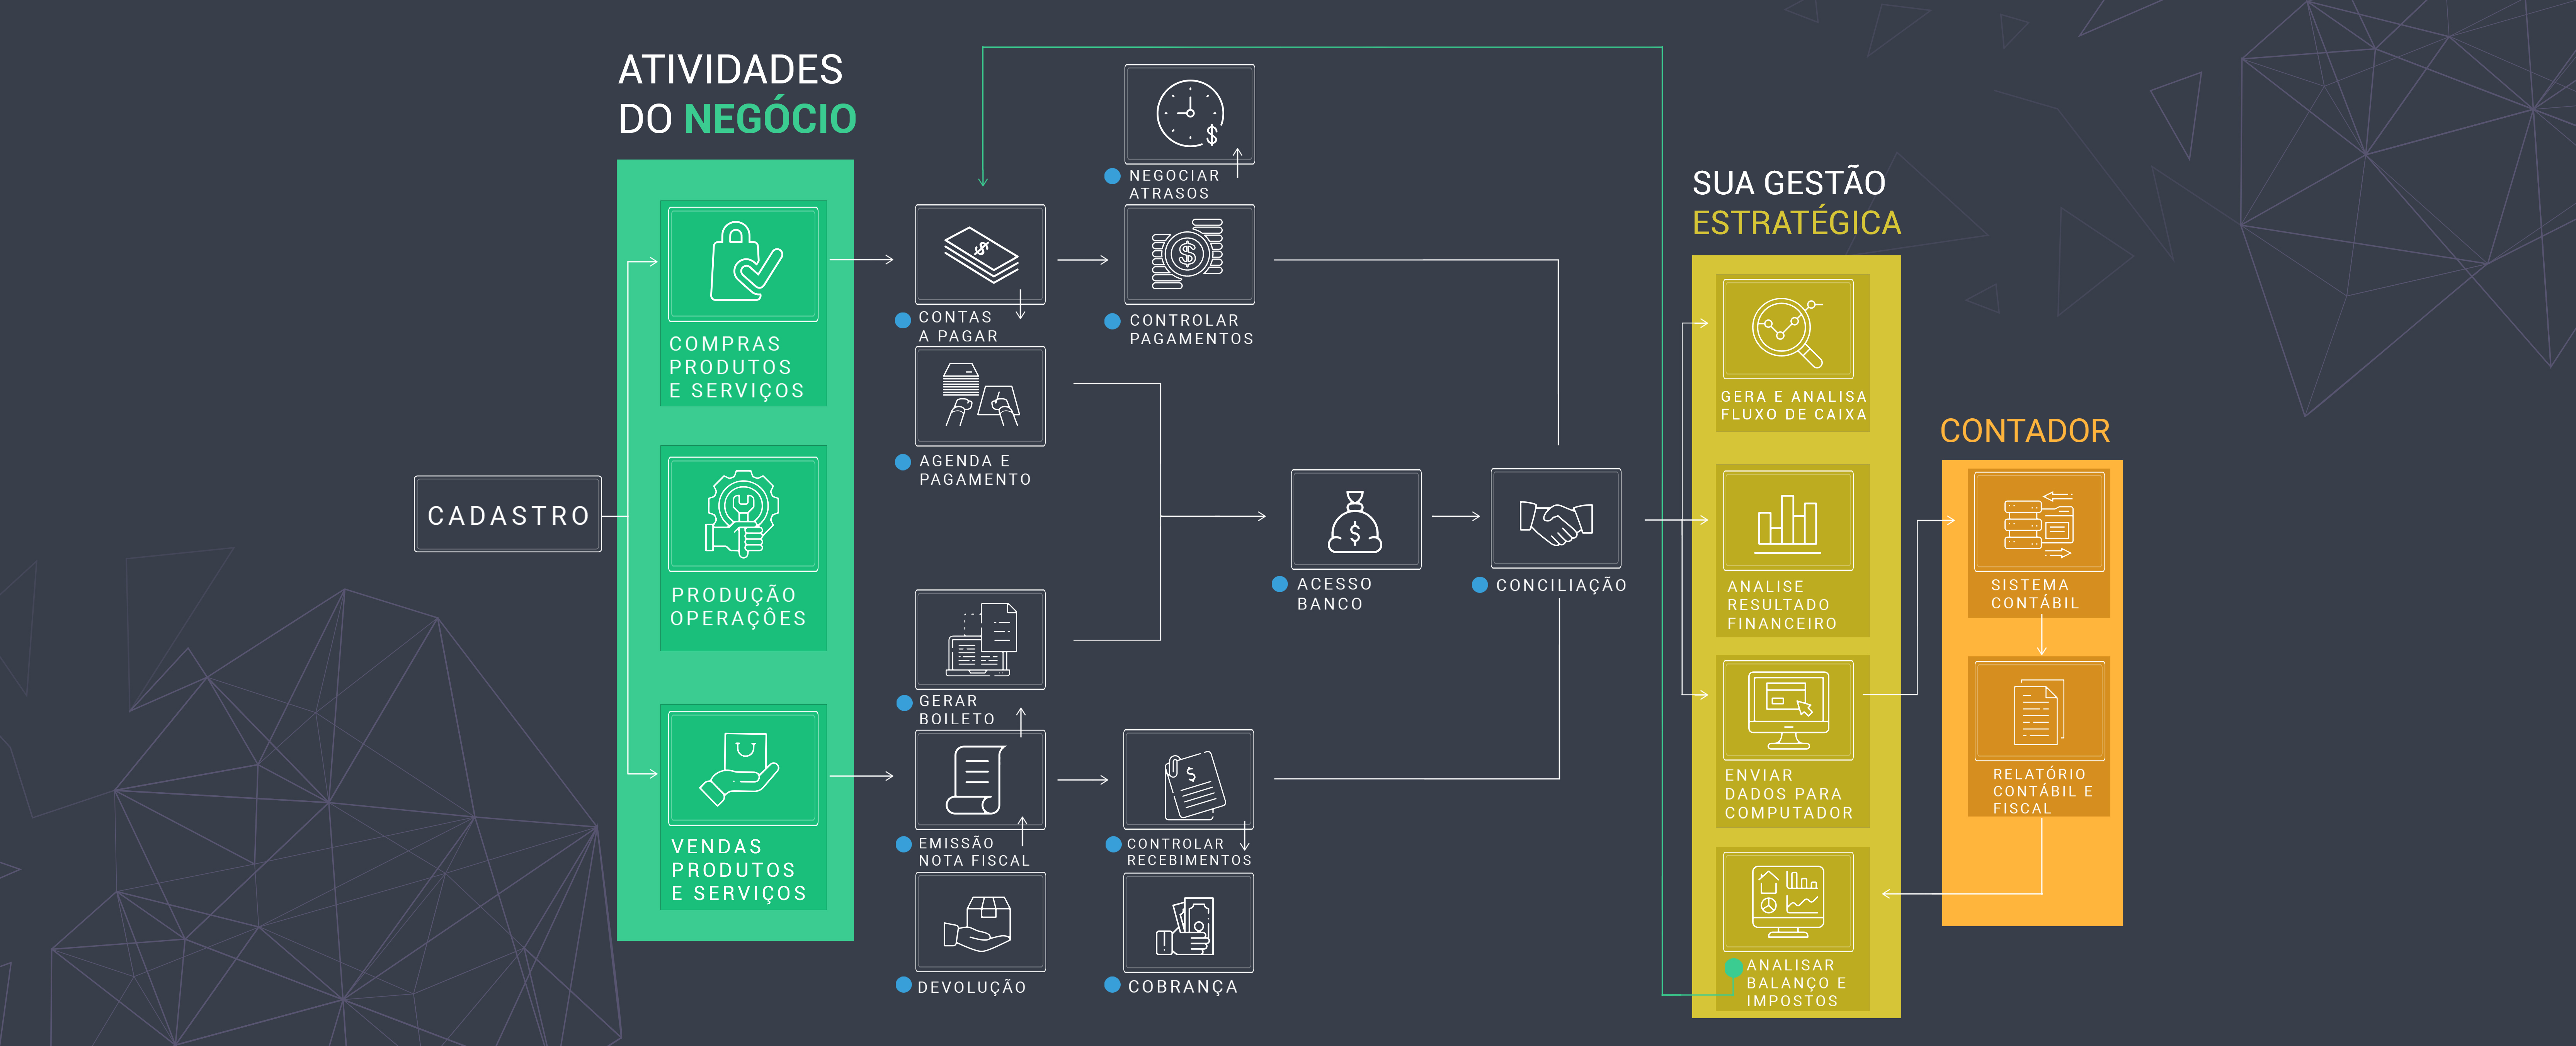 ATIVIDADES
DO NEGÓCIO
CADASTRO
COMPRAS
PRODUTOS
E SERVIÇOS
PRODUÇÃO
OPERAÇÕES
VENDAS
PRODUTOS
E SERVIÇOS
NEGOCIAR
ATRASOS
CONTAS
A PAGAR
CONTROLAR
PAGAMENTOS
AGENDA E
PAGAMENTO
GERAR
BOILETO
EMISSÃO
NOTA FISCAL
CONTROLAR
RECEBIMENTOS
DEVOLUÇÃO
COBRANÇA
ACESSO
BANCO
CONCILIAÇÃO
SUA GESTÃO
ESTRATÉGICA
GERA E ANALISA
FLUXO DE CAIXA
ANALISE
RESULTADO
FINANCEIRO
ENVIAR
DADOS PARA
COMPUTADOR
ANALISAR
BALANÇO E
IMPOSTOS
CONTADOR
SISTEMA
CONTÁBIL
RELATÓRIO
CONTÁBIL E
FISCAL